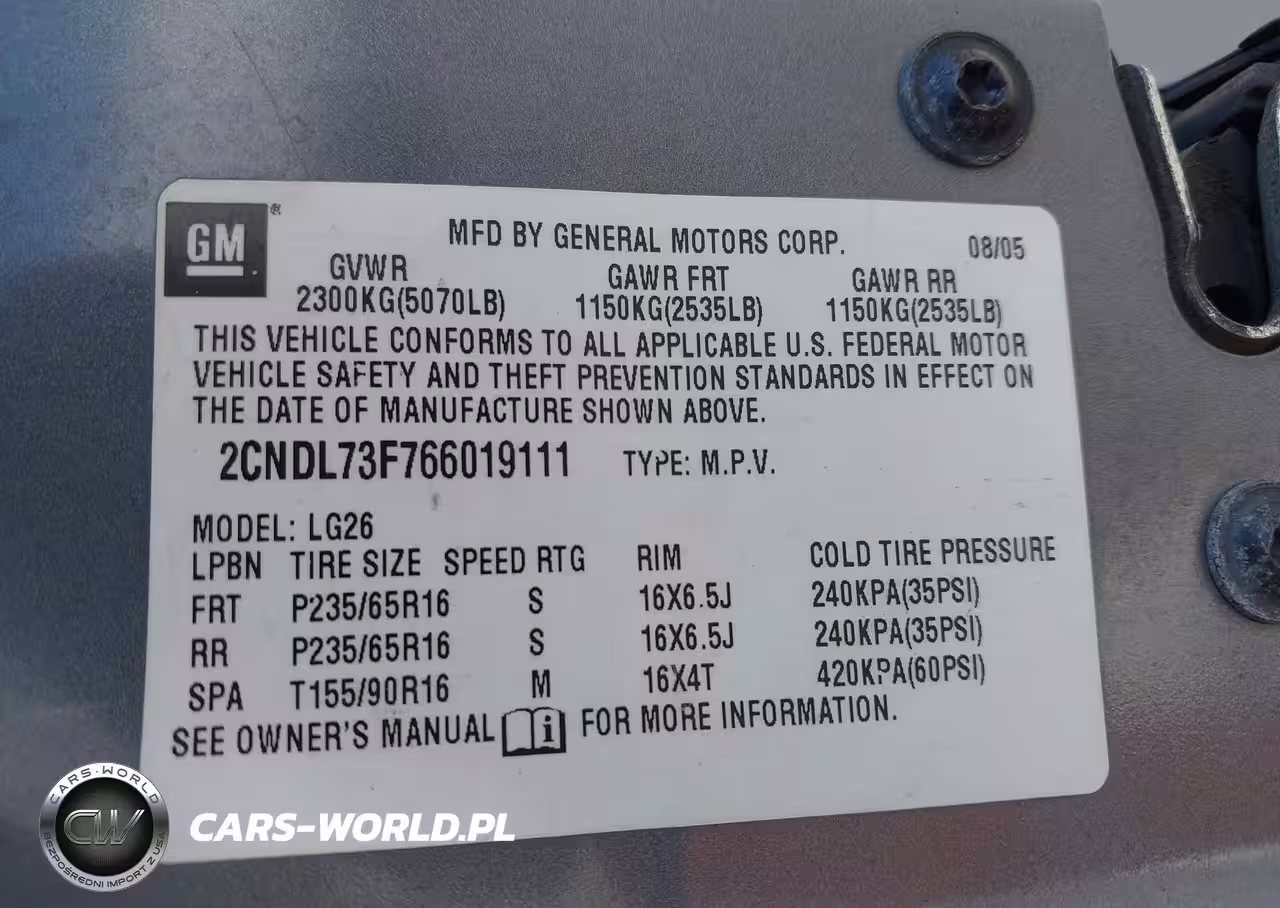 GM
MFD BY GENERAL MOTORS CORP. 08/05
GVWR GAWR FRT GAWR RR
2300KG(5070LB) 1150KG(2535LB) 1150KG(2535LB)
THIS VEHICLE CONFORMS TO ALL APPLICABLE U.S. FEDERAL MOTOR
VEHICLE SAFETY AND THEFT PREVENTION STANDARDS IN EFFECT ON
THE DATE OF MANUFACTURE SHOWN ABOVE.
2CNDL73F766019111 TYPE: M.P.V.
MODEL: LG26
LPBN TIRE SIZE SPEED RTG RIM COLD TIRE PRESSURE
FRT P235/65R16 S 16X6.5J 240KPA(35PSI)
RR P235/65R16 S 16X6.5J 240KPA(35PSI)
SPA T155/90R16 M 16X4T 420KPA(60PSI)
SEE OWNER'S MANUAL i FOR MORE INFORMATION.
CARS-WORLD
CW
BEZPOŚREDNI IMPORT Z USA
CARS-WORLD.PL